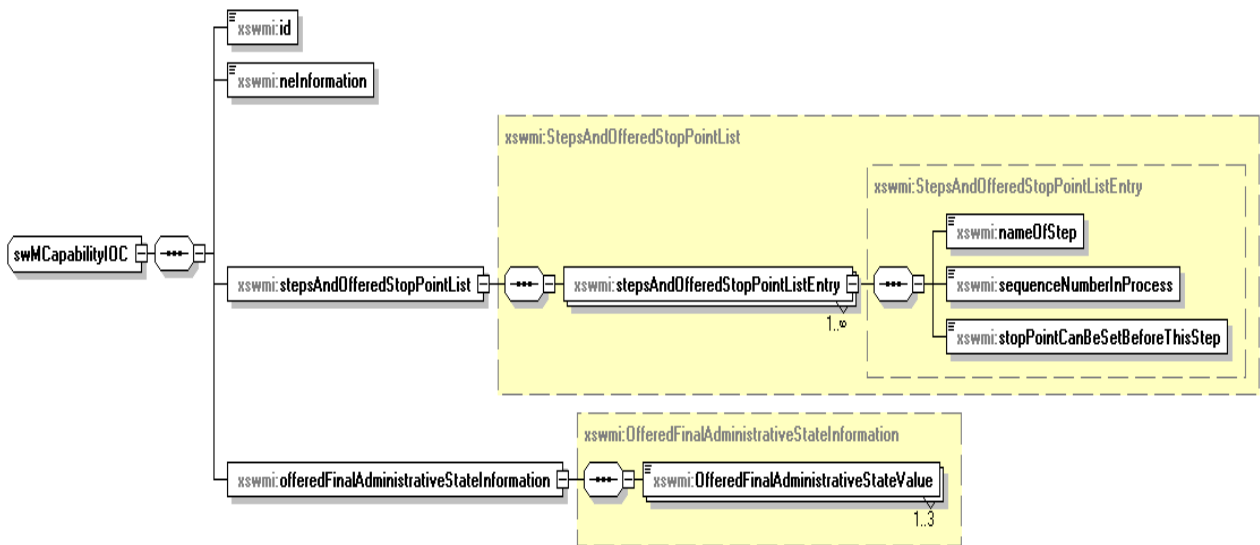 xswmi:id
xswmi:neInformation
xswmi:StepsAndOfferedStopPointList
xswmi:StepsAndOfferedStopPointListEntry
xswmi:nameOfStep
swMCapabilityIOC
xswmi:stepsAndOfferedStopPointList
xswmi:stepsAndOfferedStopPointListEntry
xswmi:sequenceNumberInProcess
1..∞
xswmi:stopPointCanBeSetBeforeThisStep
xswmi:OfferedFinalAdministrativeStateInformation
xswmi:offeredFinalAdministrativeStateInformation
xswmi:OfferedFinalAdministrativeStateValue
1..3